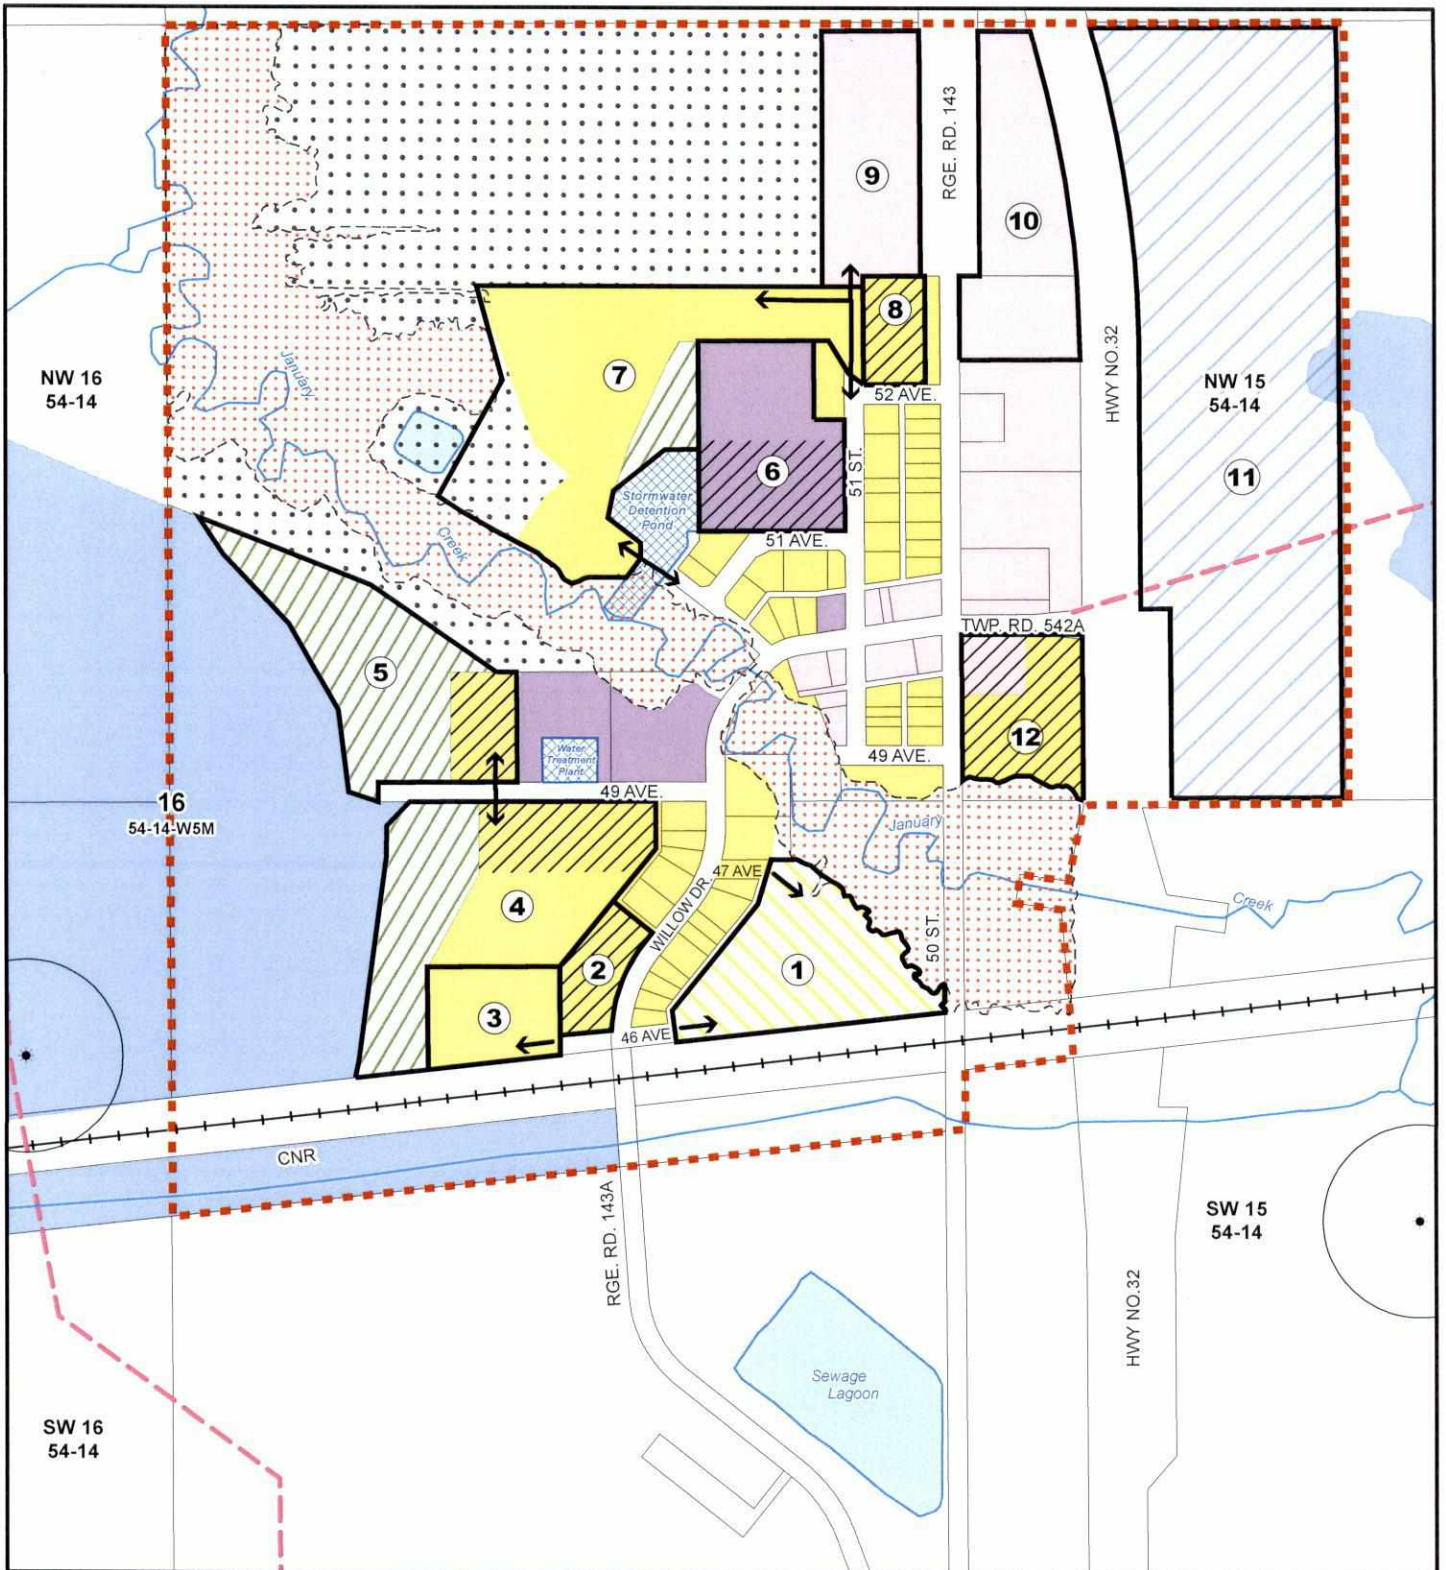 RGE. RD. 143
9
10
NW 16
54-14
January
7
8
HWY NO.32
NW 15
54-14
52 AVE.
6
51 ST.
11
Stormwater
Detention
Pond
Creek
51 AVE.
TWP. RD. 542A
5
12
Water
Treatment
Plant
49 AVE.
49 AVE.
16
54-14-W5M
January
47 AVE
Creek
4
WILLOW DR.
50 ST.
2
1
3
46 AVE
CNR
RGE. RD. 143A
SW 15
54-14
HWY NO.32
Sewage
Lagoon
SW 16
54-14